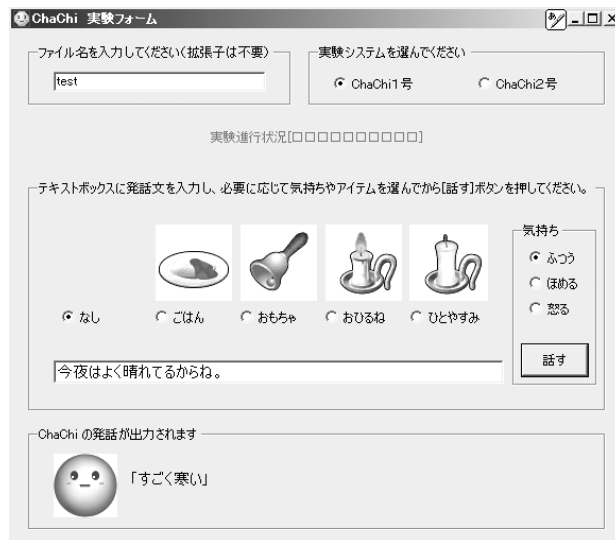 ChaChi 実験フォーム
ファイル名を入力してください(拡張子は不要)
test
実験システムを選んでください
ChaChi1号
ChaChi2号
実験進行状況[□□□□□□□□□□]
テキストボックスに発話文を入力し、必要に応じて気持ちやアイテムを選んでから[話す]ボタンを押してください。
なし
ごはん
おもちゃ
おひるね
ひとやすみ
気持ち
ふつう
ほめる
怒る
話す
今夜はよく晴れてるからね。
ChaChi の発話が出力されます
「すごく寒い」